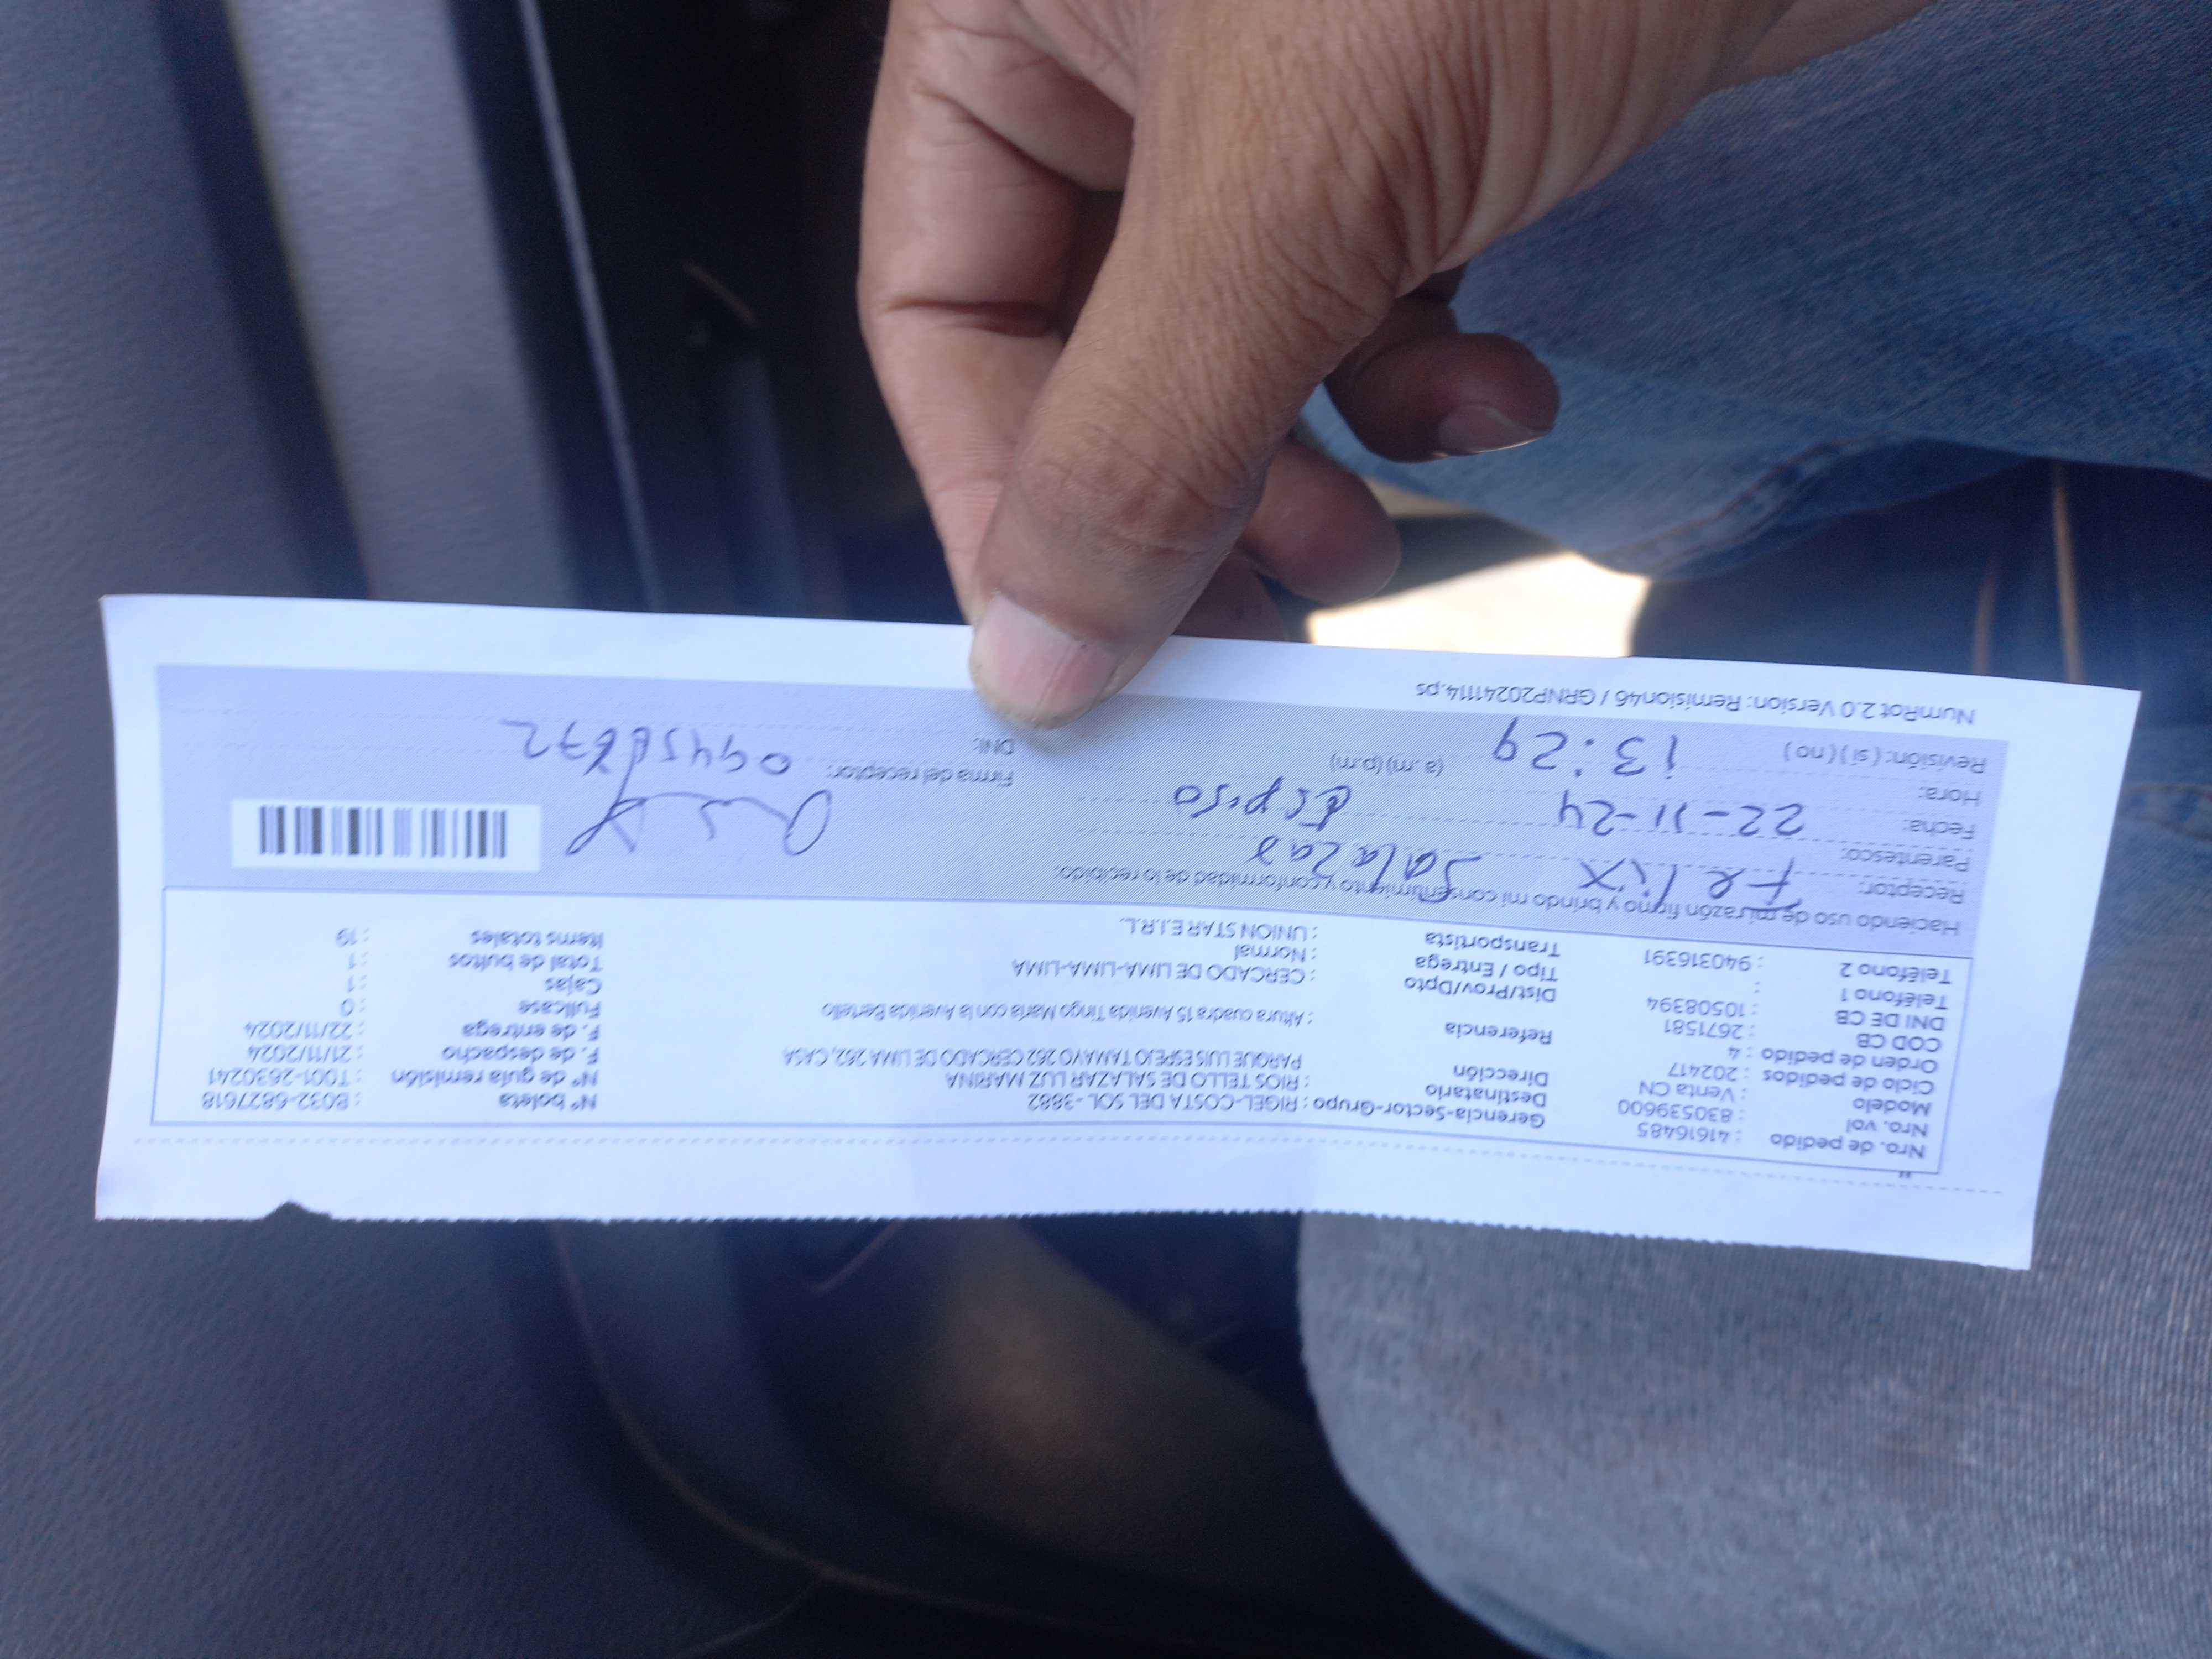 Nro. de pedido : 41616485
Nro. vol : 830539600
Modelo : Venta CN
Ciclo de pedidos : 202417
Orden de pedido : 4
COD CB : 2671581
DNI DE CB : 10508394
Teléfono 1 :
Teléfono 2 : 940316391
Gerencia-Sector-Grupo : RIGEL-COSTA DEL SOL -3882
Destinatario : RIOS TELLO DE SALAZAR LUZ MARINA
Dirección PARQUE LUIS ESPEJO TAMAYO 262 CERCADO DE LIMA 262, CASA
Referencia : Altura cuadra 15 Avenida Tingo María con la Avenida Bertello
Dist/Prov/Dpto : CERCADO DE LIMA-LIMA-LIMA
Tipo / Entrega : Normal
Transportista : UNION STAR E.I.R.L.
N° boleta : B032-6827618
N° de guía remisión : T001-2630241
F. de despacho : 21/11/2024
F. de entrega : 22/11/2024
Fullcase : 0
Cajas : 1
Total de bultos : 1
Items totales : 19
Haciendo uso de mi razón firmo y brindo mi consentimiento y conformidad de lo recibido:
Receptor: Felix Salazar
Parentesco: Esposo
Fecha: 22-11-24
Hora: 13:29 (a.m) (p.m)
Revisión: ( si ) ( no )
Firma del receptor:
DNI:
NumRot 2.0 Version: Remision46 / GRNP20241114.ps